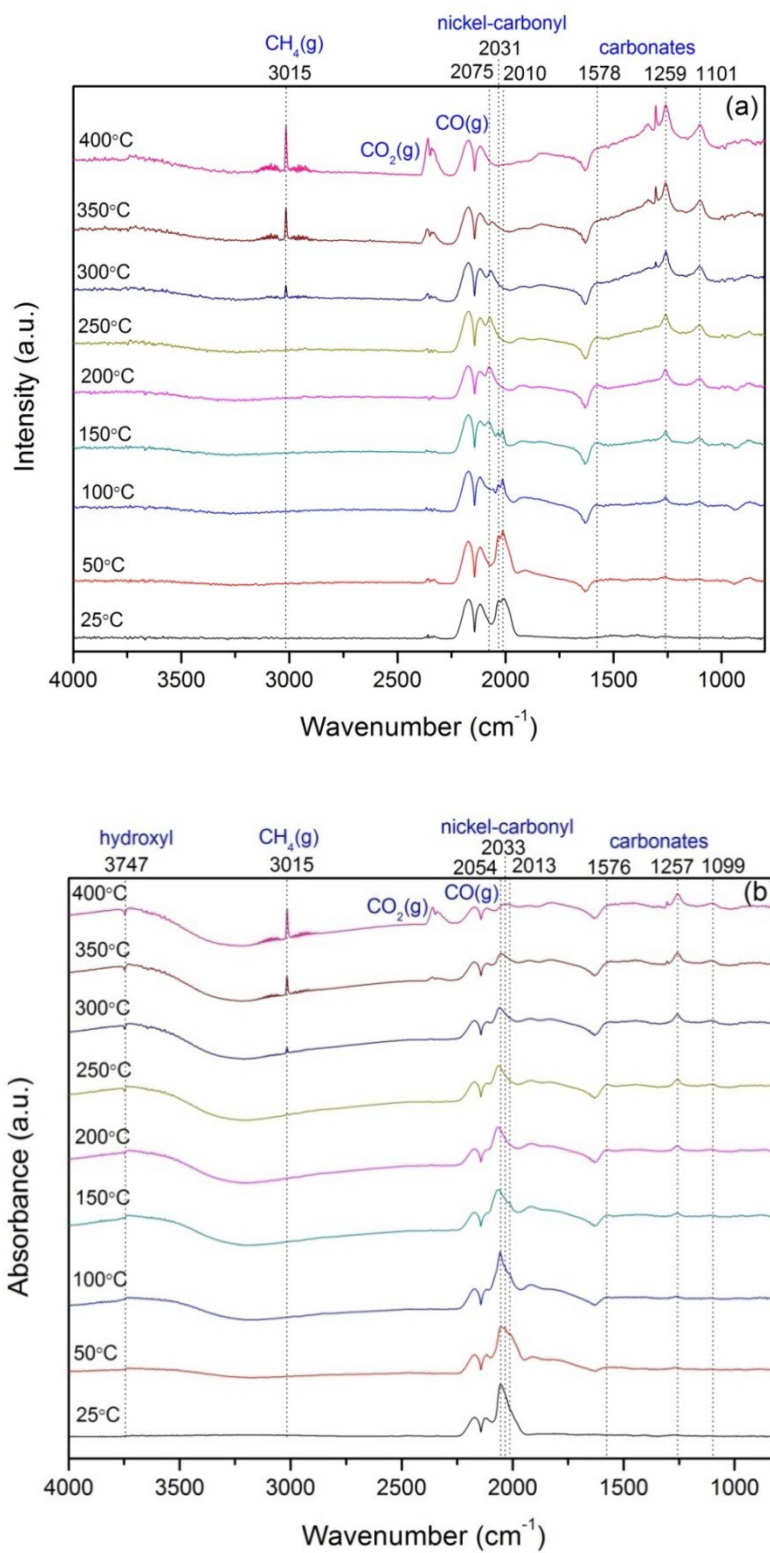 nickel-carbonyl
CH₄(g) 2031 carbonates
3015 2075 2010 1578 1259 1101
(a)
400°C
CO(g)
CO₂(g)
350°C
300°C
250°C
200°C
150°C
100°C
50°C
25°C
Intensity (a.u.)
4000 3500 3000 2500 2000 1500 1000
Wavenumber (cm⁻¹)
nickel-carbonyl
hydroxyl CH₄(g) 2033 carbonates
3747 3015 2054 2013 1576 1257 1099
400°C
(b
CO₂(g) CO(g)
350°C
300°C
250°C
200°C
150°C
100°C
50°C
25°C
Absorbance (a.u.)
4000 3500 3000 2500 2000 1500 1000
Wavenumber (cm⁻¹)